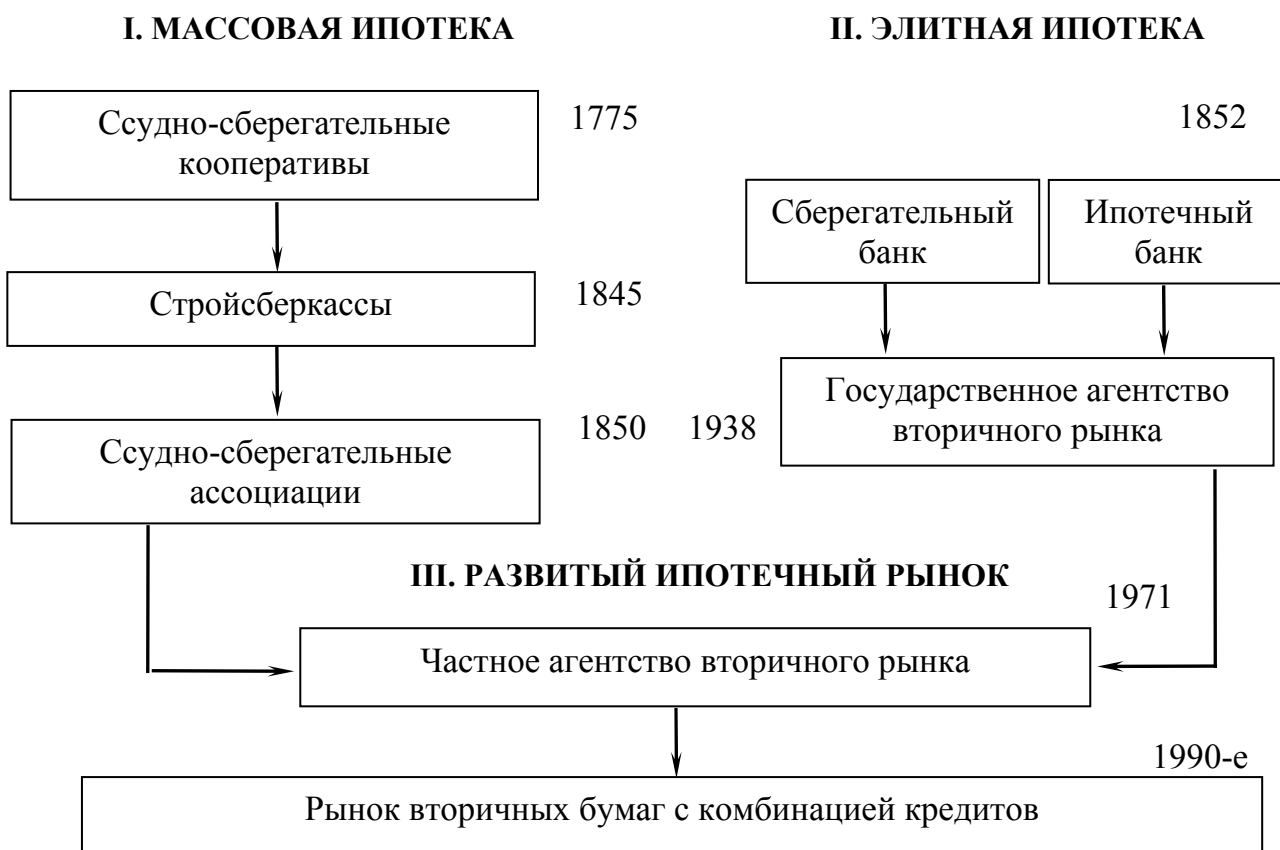 I. МАССОВАЯ ИПОТЕКА
II. ЭЛИТНАЯ ИПОТЕКА
Ссудно-сберегательные
кооперативы
1775
1852
Сберегательный
банк
Ипотечный
банк
Стройсберкассы
1845
Государственное агентство
вторичного рынка
Ссудно-сберегательные
ассоциации
1850
1938
III. РАЗВИТЫЙ ИПОТЕЧНЫЙ РЫНОК
1971
Частное агентство вторичного рынка
1990-е
Рынок вторичных бумаг с комбинацией кредитов